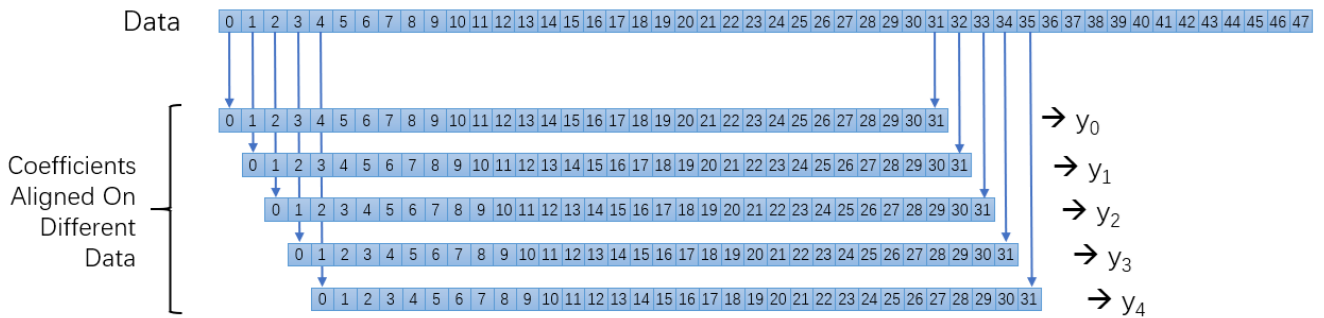 Data 0 1 2 3 4 5 6 7 8 9 10 11 12 13 14 15 16 17 18 19 20 21 22 23 24 25 26 27 28 29 30 31 32 33 34 35 36 37 38 39 40 41 42 43 44 45 46 47
0 1 2 3 4 5 6 7 8 9 10 11 12 13 14 15 16 17 18 19 20 21 22 23 24 25 26 27 28 29 30 31 → y₀
0 1 2 3 4 5 6 7 8 9 10 11 12 13 14 15 16 17 18 19 20 21 22 23 24 25 26 27 28 29 30 31 → y₁
0 1 2 3 4 5 6 7 8 9 10 11 12 13 14 15 16 17 18 19 20 21 22 23 24 25 26 27 28 29 30 31 → y₂
0 1 2 3 4 5 6 7 8 9 10 11 12 13 14 15 16 17 18 19 20 21 22 23 24 25 26 27 28 29 30 31 → y₃
0 1 2 3 4 5 6 7 8 9 10 11 12 13 14 15 16 17 18 19 20 21 22 23 24 25 26 27 28 29 30 31 → y₄
Coefficients
Aligned On
Different
Data